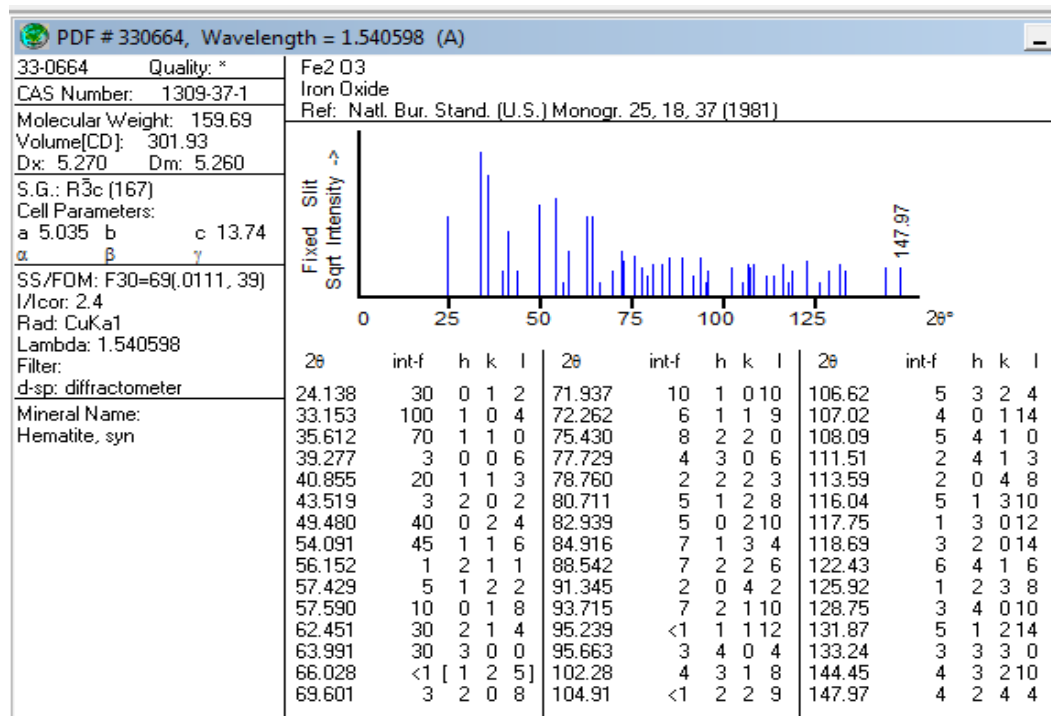 PDF # 330664, Wavelength = 1.540598 (A)
33-0664 Quality: *
CAS Number: 1309-37-1
Molecular Weight: 159.69
Volume[CD]: 301.93
Dx: 5.270 Dm: 5.260
S.G.: R3̄c (167)
Cell Parameters:
a 5.035 b c 13.74
α β γ
SS/FOM: F30=69(.0111, 39)
I/Icor: 2.4
Rad: CuKa1
Lambda: 1.540598
Filter:
d-sp: diffractometer
Mineral Name:
Hematite, syn
Fe2 O3
Iron Oxide
Ref: Natl. Bur. Stand. (U.S.) Monogr. 25, 18, 37 (1981)
Fixed Slit
Sqrt Intensity ->
147.97
0 25 50 75 100 125 2θ°
2θ int-f h k l 2θ int-f h k l 2θ int-f h k l
24.138 30 0 1 2 71.937 10 1 0 10 106.62 5 3 2 4
33.153 100 1 0 4 72.262 6 1 1 9 107.02 4 0 1 14
35.612 70 1 1 0 75.430 8 2 2 0 108.09 5 4 1 0
39.277 3 0 0 6 77.729 4 3 0 6 111.51 2 4 1 3
40.855 20 1 1 3 78.760 2 2 2 3 113.59 2 0 4 8
43.519 3 2 0 2 80.711 5 1 2 8 116.04 5 1 3 10
49.480 40 0 2 4 82.939 5 0 2 10 117.75 1 3 0 12
54.091 45 1 1 6 84.916 7 1 3 4 118.69 3 2 0 14
56.152 1 2 1 1 88.542 7 2 2 6 122.43 6 4 1 6
57.429 5 1 2 2 91.345 2 0 4 2 125.92 1 2 3 8
57.590 10 0 1 8 93.715 7 2 1 10 128.75 3 4 0 10
62.451 30 2 1 4 95.239 <1 1 1 12 131.87 5 1 2 14
63.991 30 3 0 0 95.663 3 4 0 4 133.24 3 3 3 0
66.028 <1 [ 1 2 5] 102.28 4 3 1 8 144.45 4 3 2 10
69.601 3 2 0 8 104.91 <1 2 2 9 147.97 4 2 4 4